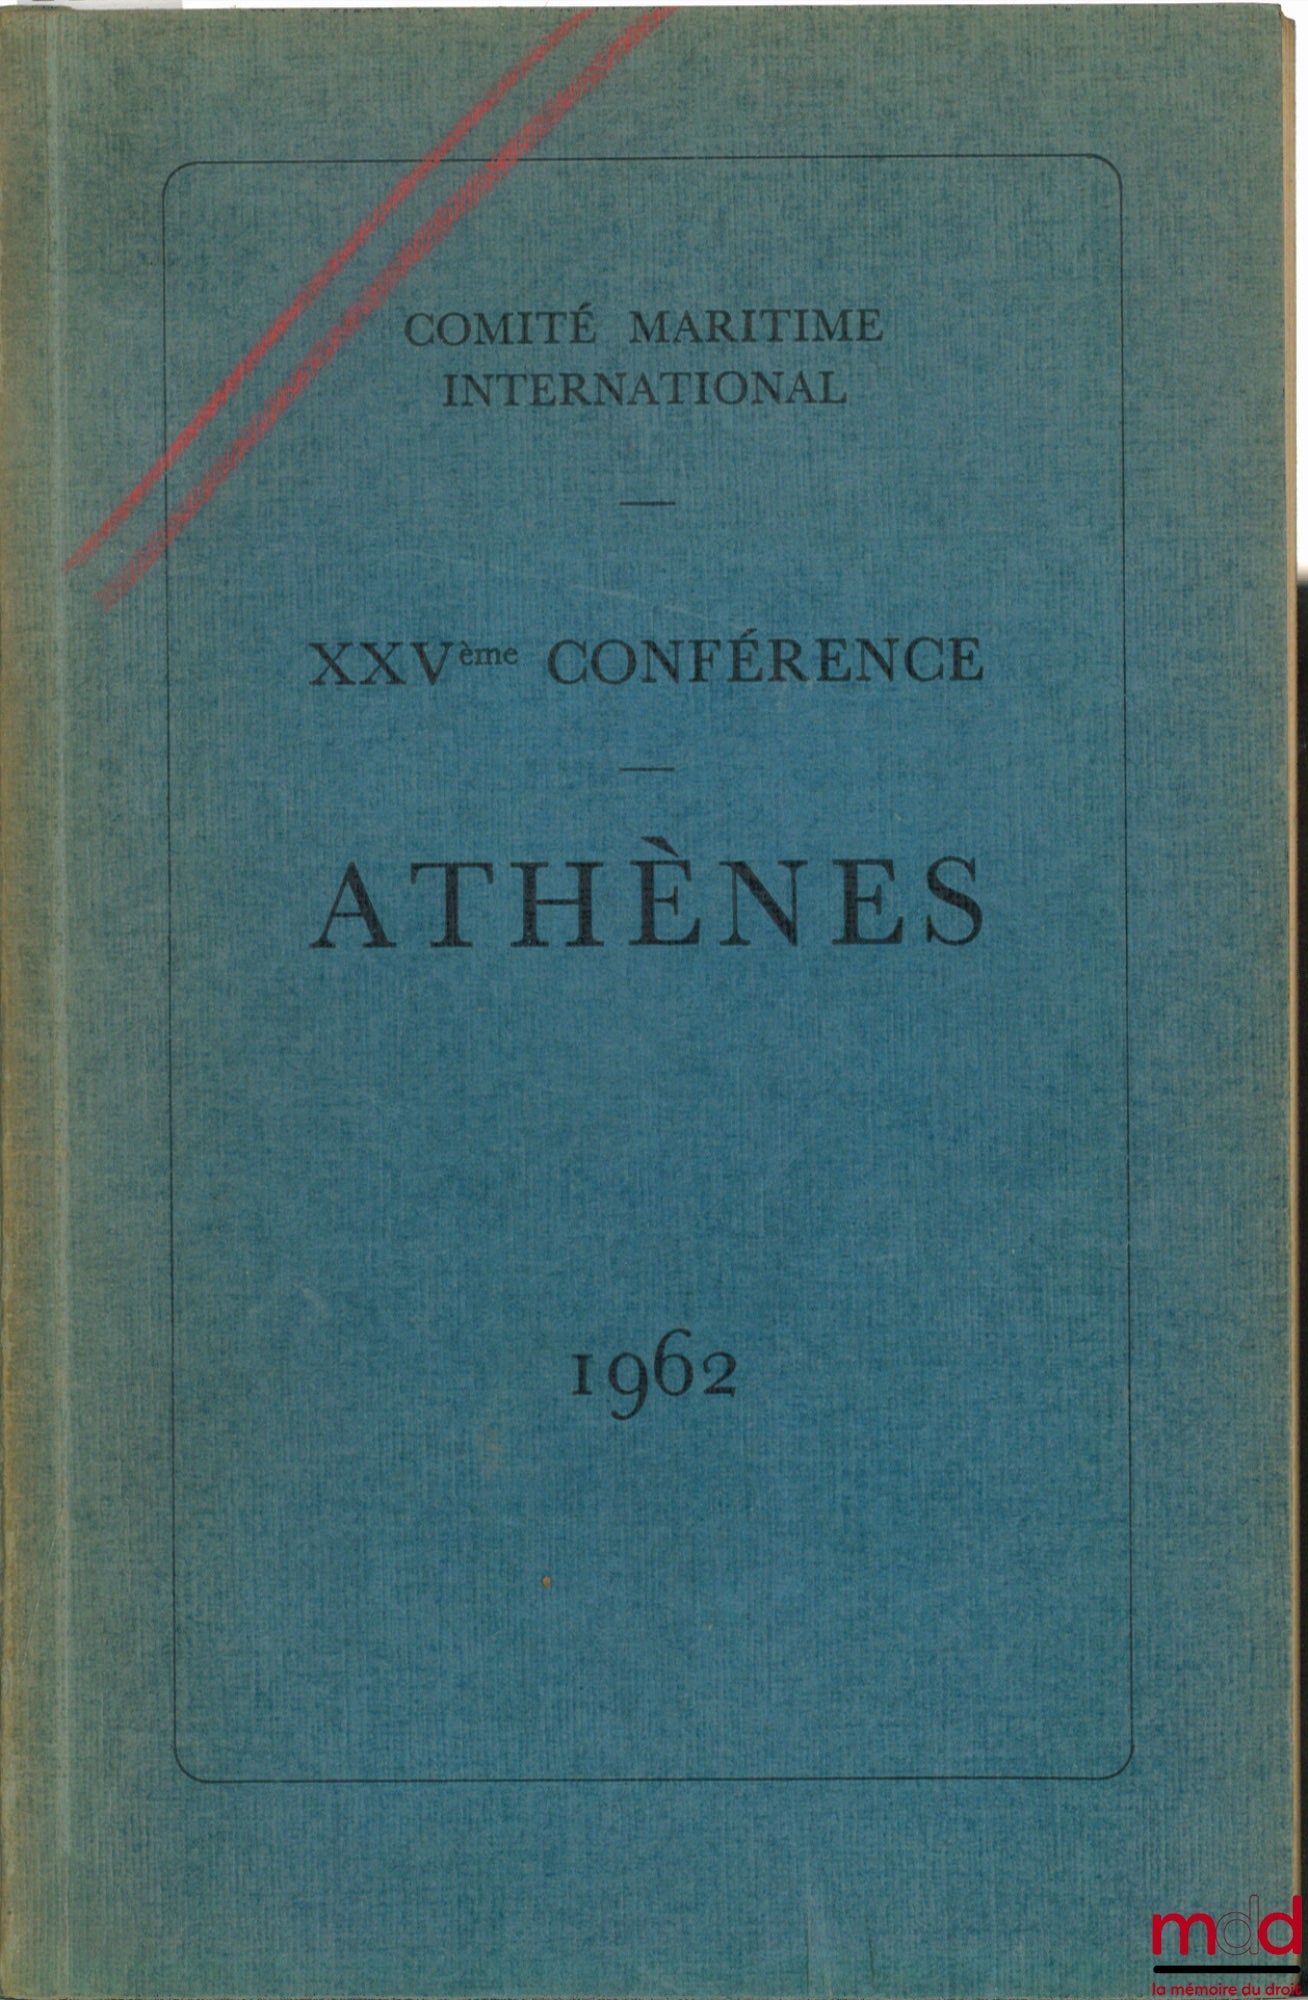 COMITÉ MARITIME
INTERNATIONAL
XXVème CONFÉRENCE
ATHÈNES
1962
mdd
la mémoire du droit